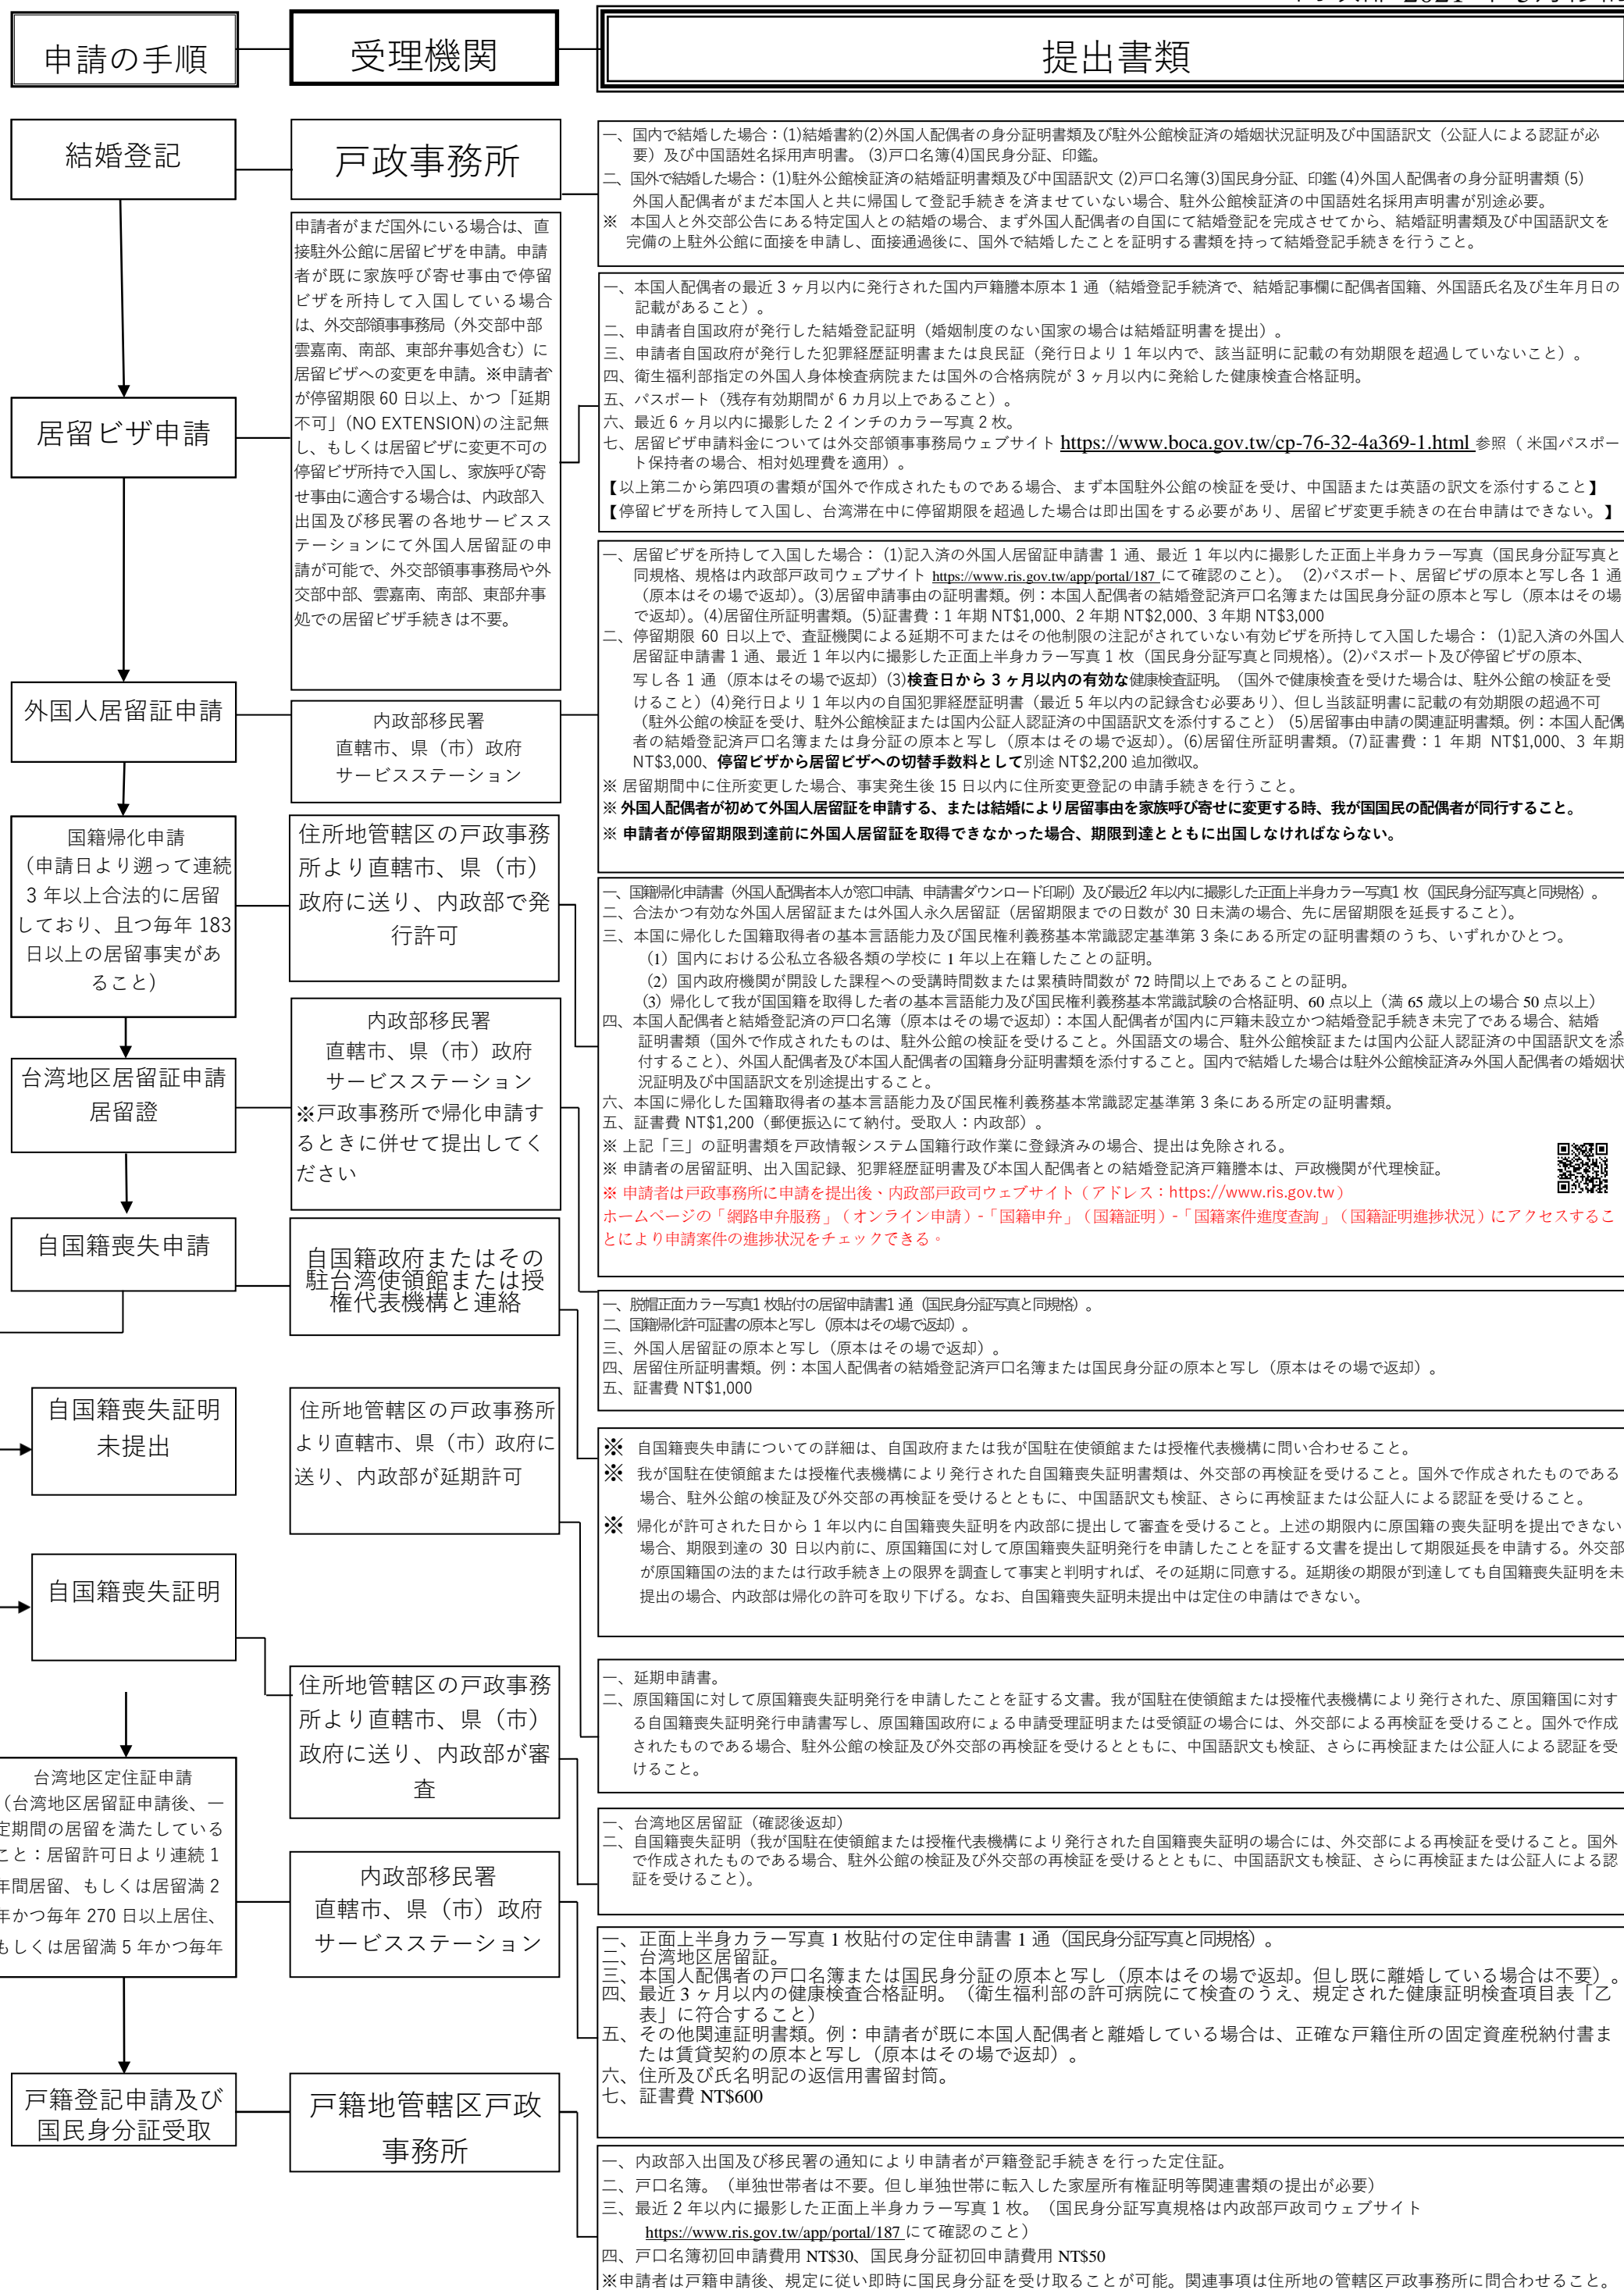 申請の手順
受理機関
提出書類
結婚登記
戸政事務所
一、国内で結婚した場合：(1)結婚書約(2)外国人配偶者の身分証明書類及び駐外公館検証済の婚姻状況証明及び中国語訳文（公証人による認証が必
要）及び中国語姓名採用声明書。 (3)戸口名簿(4)国民身分証、印鑑。
二、国外で結婚した場合：(1)駐外公館検証済の結婚証明書類及び中国語訳文 (2)戸口名簿(3)国民身分証、印鑑 (4)外国人配偶者の身分証明書類 (5)
外国人配偶者がまだ本国人と共に帰国して登記手続きを済ませていない場合、駐外公館検証済の中国語姓名採用声明書が別途必要。
※ 本国人と外交部公告にある特定国人との結婚の場合、まず外国人配偶者の自国にて結婚登記を完成させてから、結婚証明書類及び中国語訳文を
完備の上駐外公館に面接を申請し、面接通過後に、国外で結婚したことを証明する書類を持って結婚登記手続きを行うこと。
居留ビザ申請
申請者がまだ国外にいる場合は、直
接駐外公館に居留ビザを申請。申請
者が既に家族呼び寄せ事由で停留
ビザを所持して入国している場合
は、外交部領事事務局（外交部中部
雲嘉南、南部、東部弁事処含む）に
居留ビザへの変更を申請。※申請者
が停留期限 60 日以上、かつ「延期
不可」(NO EXTENSION)の注記無
し、もしくは居留ビザに変更不可の
停留ビザ所持で入国し、家族呼び寄
せ事由に適合する場合は、内政部入
出国及び移民署の各地サービスス
テーションにて外国人居留証の申
請が可能で、外交部領事事務局や外
交部中部、雲嘉南、南部、東部弁事
処での居留ビザ手続きは不要。
一、本国人配偶者の最近 3 ヶ月以内に発行された国内戸籍謄本原本 1 通（結婚登記手続済で、結婚記事欄に配偶者国籍、外国語氏名及び生年月日の
記載があること）。
二、申請者自国政府が発行した結婚登記証明（婚姻制度のない国家の場合は結婚証明書を提出）。
三、申請者自国政府が発行した犯罪経歴証明書または良民証（発行日より 1 年以内で、該当証明に記載の有効期限を超過していないこと）。
四、衛生福利部指定の外国人身体検査病院または国外の合格病院が 3 ヶ月以内に発給した健康検査合格証明。
五、パスポート（残存有効期間が 6 カ月以上であること）。
六、最近 6 ヶ月以内に撮影した 2 インチのカラー写真 2 枚。
七、居留ビザ申請料金については外交部領事事務局ウェブサイト https://www.boca.gov.tw/cp-76-32-4a369-1.html 参照（ 米国パスポー
ト保持者の場合、相対処理費を適用）。
【以上第二から第四項の書類が国外で作成されたものである場合、まず本国駐外公館の検証を受け、中国語または英語の訳文を添付すること】
【停留ビザを所持して入国し、台湾滞在中に停留期限を超過した場合は即出国をする必要があり、居留ビザ変更手続きの在台申請はできない。】
外国人居留証申請
内政部移民署
直轄市、県（市）政府
サービスステーション
一、居留ビザを所持して入国した場合： (1)記入済の外国人居留証申請書 1 通、最近 1 年以内に撮影した正面上半身カラー写真（国民身分証写真と
同規格、規格は内政部戸政司ウェブサイト https://www.ris.gov.tw/app/portal/187 にて確認のこと）。 (2)パスポート、居留ビザの原本と写し各 1 通
（原本はその場で返却）。(3)居留申請事由の証明書類。例：本国人配偶者の結婚登記済戸口名簿または国民身分証の原本と写し（原本はその場
で返却）。(4)居留住所証明書類。(5)証書費：1 年期 NT$1,000、2 年期 NT$2,000、3 年期 NT$3,000
二、停留期限 60 日以上で、査証機関による延期不可またはその他制限の注記がされていない有効ビザを所持して入国した場合： (1)記入済の外国人
居留証申請書 1 通、最近 1 年以内に撮影した正面上半身カラー写真 1 枚（国民身分証写真と同規格）。(2)パスポート及び停留ビザの原本、
写し各 1 通（原本はその場で返却）(3)検査日から 3 ヶ月以内の有効な健康検査証明。（国外で健康検査を受けた場合は、駐外公館の検証を受
けること）(4)発行日より 1 年以内の自国犯罪経歴証明書（最近 5 年以内の記録含む必要あり）、但し当該証明書に記載の有効期限の超過不可
（駐外公館の検証を受け、駐外公館検証または国内公証人認証済の中国語訳文を添付すること） (5)居留事由申請の関連証明書類。例：本国人配偶
者の結婚登記済戸口名簿または身分証の原本と写し（原本はその場で返却）。(6)居留住所証明書類。(7)証書費：1 年期 NT$1,000、3 年期
NT$3,000、停留ビザから居留ビザへの切替手数料として別途 NT$2,200 追加徴収。
※ 居留期間中に住所変更した場合、事実発生後 15 日以内に住所変更登記の申請手続きを行うこと。
※ 外国人配偶者が初めて外国人居留証を申請する、または結婚により居留事由を家族呼び寄せに変更する時、我が国国民の配偶者が同行すること。
※ 申請者が停留期限到達前に外国人居留証を取得できなかった場合、期限到達とともに出国しなければならない。
国籍帰化申請
（申請日より遡って連続
3 年以上合法的に居留
しており、且つ毎年 183
日以上の居留事実があ
ること）
住所地管轄区の戸政事務
所より直轄市、県（市）
政府に送り、内政部で発
行許可
一、国籍帰化申請書（外国人配偶者本人が窓口申請、申請書ダウンロード印刷）及び最近2 年以内に撮影した正面上半身カラー写真1 枚（国民身分証写真と同規格）。
二、合法かつ有効な外国人居留証または外国人永久居留証（居留期限までの日数が 30 日未満の場合、先に居留期限を延長すること）。
三、本国に帰化した国籍取得者の基本言語能力及び国民権利義務基本常識認定基準第 3 条にある所定の証明書類のうち、いずれかひとつ。
（1）国内における公私立各級各類の学校に 1 年以上在籍したことの証明。
（2）国内政府機関が開設した課程への受講時間数または累積時間数が 72 時間以上であることの証明。
（3）帰化して我が国国籍を取得した者の基本言語能力及び国民権利義務基本常識試験の合格証明、60 点以上（満 65 歳以上の場合 50 点以上）
四、本国人配偶者と結婚登記済の戸口名簿（原本はその場で返却）：本国人配偶者が国内に戸籍未設立かつ結婚登記手続き未完了である場合、結婚
証明書類（国外で作成されたものは、駐外公館の検証を受けること。外国語文の場合、駐外公館検証または国内公証人認証済の中国語訳文を添
付すること）、外国人配偶者及び本国人配偶者の国籍身分証明書類を添付すること。国内で結婚した場合は駐外公館検証済み外国人配偶者の婚姻状
況証明及び中国語訳文を別途提出すること。
六、本国に帰化した国籍取得者の基本言語能力及び国民権利義務基本常識認定基準第 3 条にある所定の証明書類。
五、証書費 NT$1,200（郵便振込にて納付。受取人：内政部）。
※ 上記「三」の証明書類を戸政情報システム国籍行政作業に登録済みの場合、提出は免除される。
※ 申請者の居留証明、出入国記録、犯罪経歴証明書及び本国人配偶者との結婚登記済戸籍謄本は、戸政機関が代理検証。
※ 申請者は戸政事務所に申請を提出後、内政部戸政司ウェブサイト（アドレス：https://www.ris.gov.tw）
ホームページの「網路申弁服務」（オンライン申請）-「国籍申弁」（国籍証明）-「国籍案件進度查詢」（国籍証明進捗状況）にアクセスするこ
とにより申請案件の進捗状況をチェックできる。
台湾地区居留証申請
居留證
内政部移民署
直轄市、県（市）政府
サービスステーション
※戸政事務所で帰化申請す
るときに併せて提出してく
ださい
一、脱帽正面カラー写真1 枚貼付の居留申請書1 通（国民身分証写真と同規格）。
二、国籍帰化許可証書の原本と写し（原本はその場で返却）。
三、外国人居留証の原本と写し（原本はその場で返却）。
四、居留住所証明書類。例：本国人配偶者の結婚登記済戸口名簿または国民身分証の原本と写し（原本はその場で返却）。
五、証書費 NT$1,000
自国籍喪失申請
自国籍政府またはその
駐台湾使領館または授
権代表機構と連絡
※ 自国籍喪失申請についての詳細は、自国政府または我が国駐在使領館または授権代表機構に問い合わせること。
※ 我が国駐在使領館または授権代表機構により発行された自国籍喪失証明書類は、外交部の再検証を受けること。国外で作成されたものである
場合、駐外公館の検証及び外交部の再検証を受けるとともに、中国語訳文も検証、さらに再検証または公証人による認証を受けること。
※ 帰化が許可された日から 1 年以内に自国籍喪失証明を内政部に提出して審査を受けること。上述の期限内に原国籍の喪失証明を提出できない
場合、期限到達の 30 日以内前に、原国籍国に対して原国籍喪失証明発行を申請したことを証する文書を提出して期限延長を申請する。外交部
が原国籍国の法的または行政手続き上の限界を調査して事実と判明すれば、その延期に同意する。延期後の期限が到達しても自国籍喪失証明を未
提出の場合、内政部は帰化の許可を取り下げる。なお、自国籍喪失証明未提出中は定住の申請はできない。
自国籍喪失証明
未提出
住所地管轄区の戸政事務所
より直轄市、県（市）政府に
送り、内政部が延期許可
一、延期申請書。
二、原国籍国に対して原国籍喪失証明発行を申請したことを証する文書。我が国駐在使領館または授権代表機構により発行された、原国籍国に対す
る自国籍喪失証明発行申請書写し、原国籍国政府にょる申請受理証明または受領証の場合には、外交部による再検証を受けること。国外で作成
されたものである場合、駐外公館の検証及び外交部の再検証を受けるとともに、中国語訳文も検証、さらに再検証または公証人による認証を受
けること。
自国籍喪失証明
住所地管轄区の戸政事務
所より直轄市、県（市）
政府に送り、内政部が審
査
一、台湾地区居留証（確認後返却）
二、自国籍喪失証明（我が国駐在使領館または授権代表機構により発行された自国籍喪失証明の場合には、外交部による再検証を受けること。国外
で作成されたものである場合、駐外公館の検証及び外交部の再検証を受けるとともに、中国語訳文も検証、さらに再検証または公証人による認
証を受けること）。
台湾地区定住証申請
（台湾地区居留証申請後、一
定期間の居留を満たしている
こと：居留許可日より連続 1
年間居留、もしくは居留満 2
年かつ毎年 270 日以上居住、
もしくは居留満 5 年かつ毎年
内政部移民署
直轄市、県（市）政府
サービスステーション
一、正面上半身カラー写真 1 枚貼付の定住申請書 1 通（国民身分証写真と同規格）。
二、台湾地区居留証。
三、本国人配偶者の戸口名簿または国民身分証の原本と写し（原本はその場で返却。但し既に離婚している場合は不要）。
四、最近 3 ヶ月以内の健康検査合格証明。（衛生福利部の許可病院にて検査のうえ、規定された健康証明検査項目表「乙
表」に符合すること）
五、その他関連証明書類。例：申請者が既に本国人配偶者と離婚している場合は、正確な戸籍住所の固定資産税納付書ま
たは賃貸契約の原本と写し（原本はその場で返却）。
六、住所及び氏名明記の返信用書留封筒。
七、証書費 NT$600
戸籍登記申請及び
国民身分証受取
戸籍地管轄区戸政
事務所
一、内政部入出国及び移民署の通知により申請者が戸籍登記手続きを行った定住証。
二、戸口名簿。（単独世帯者は不要。但し単独世帯に転入した家屋所有権証明等関連書類の提出が必要）
三、最近 2 年以内に撮影した正面上半身カラー写真 1 枚。（国民身分証写真規格は内政部戸政司ウェブサイト
https://www.ris.gov.tw/app/portal/187 にて確認のこと）
四、戸口名簿初回申請費用 NT$30、国民身分証初回申請費用 NT$50
※申請者は戸籍申請後、規定に従い即時に国民身分証を受け取ることが可能。関連事項は住所地の管轄区戸政事務所に問合わせること。